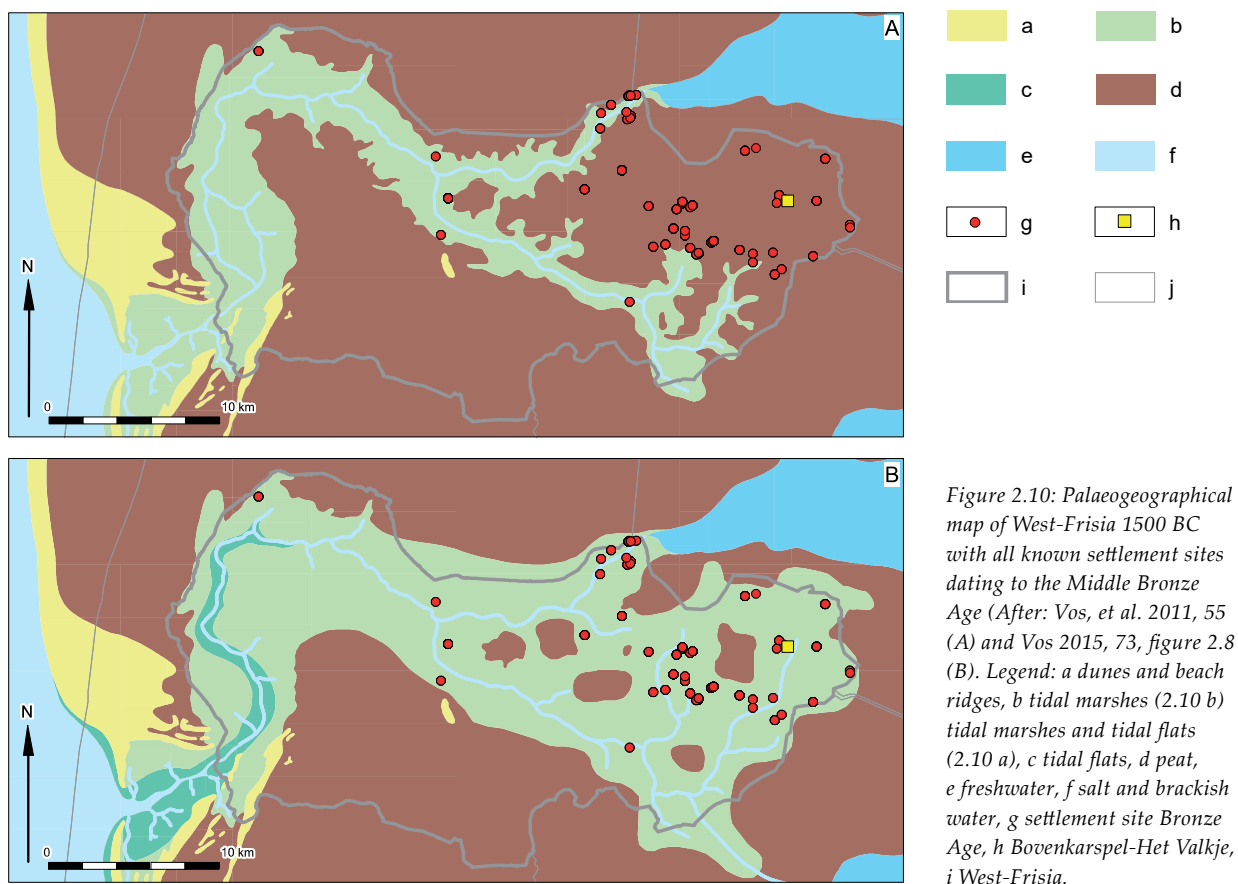 A
N
0
10 km
B
N
0
10 km
a b
c d
e f
g h
i j
Figure 2.10: Palaeogeographical
map of West-Frisia 1500 BC
with all known settlement sites
dating to the Middle Bronze
Age (After: Vos, et al. 2011, 55
(A) and Vos 2015, 73, figure 2.8
(B). Legend: a dunes and beach
ridges, b tidal marshes (2.10 b)
tidal marshes and tidal flats
(2.10 a), c tidal flats, d peat,
e freshwater, f salt and brackish
water, g settlement site Bronze
Age, h Bovenkarspel-Het Valkje,
i West-Frisia.